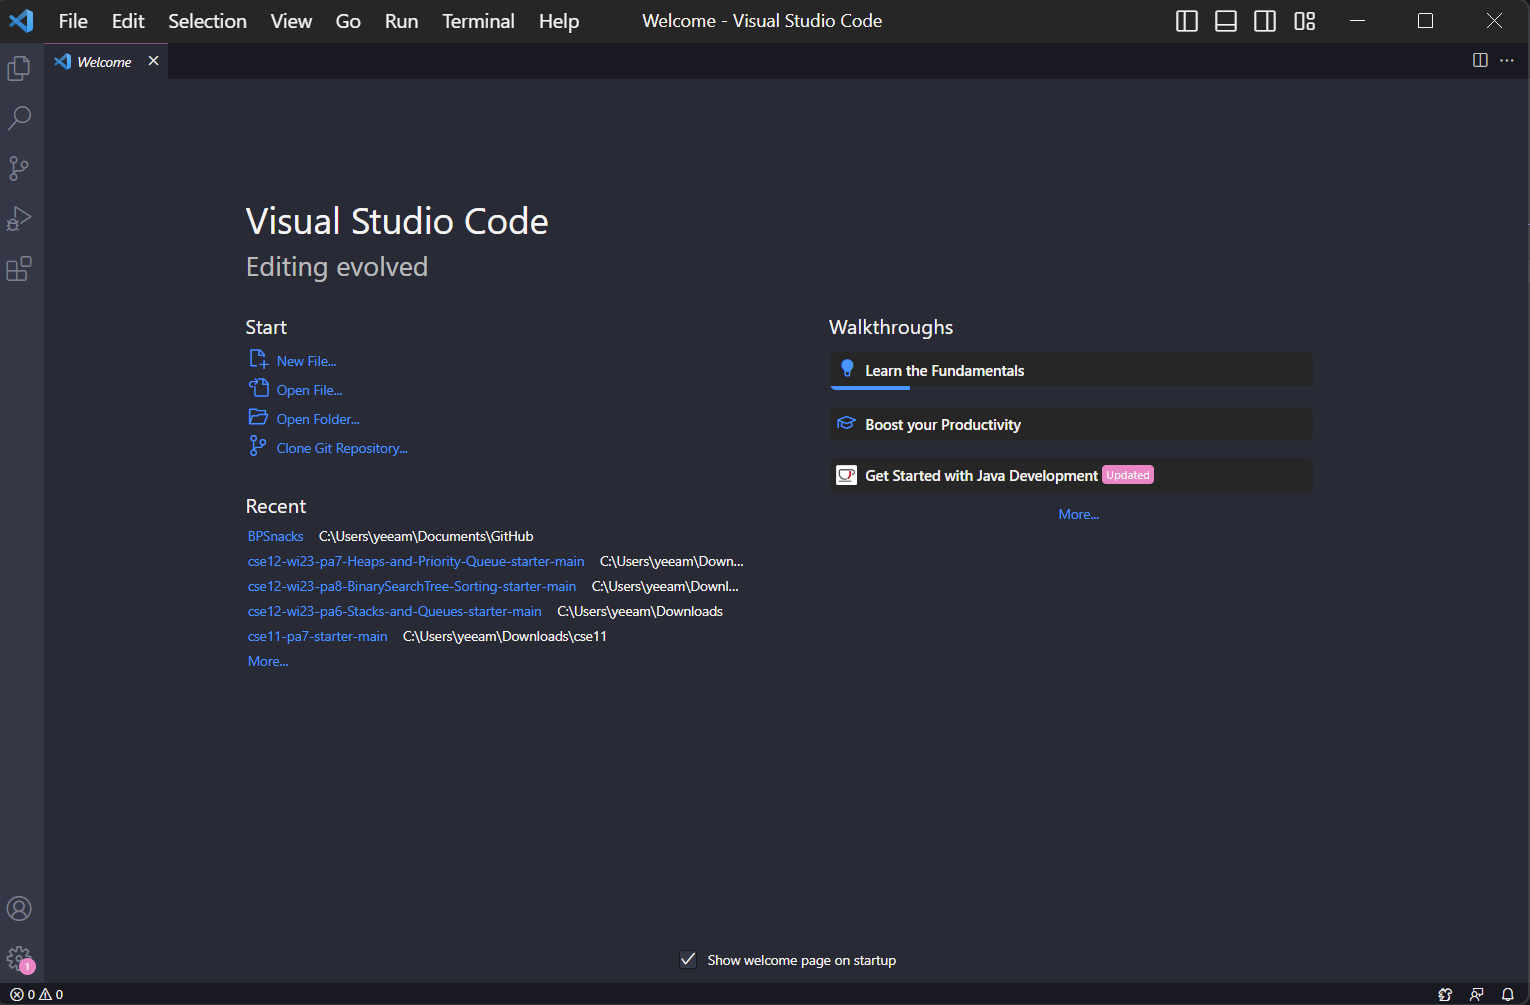 File Edit Selection View Go Run Terminal Help Welcome - Visual Studio Code
Welcome
Visual Studio Code
Editing evolved
Start
New File...
Open File...
Open Folder...
Clone Git Repository...
Recent
BPSnacks C:\Users\yeeam\Documents\GitHub
cse12-wi23-pa7-Heaps-and-Priority-Queue-starter-main C:\Users\yeeam\Down...
cse12-wi23-pa8-BinarySearchTree-Sorting-starter-main C:\Users\yeeam\Downl...
cse12-wi23-pa6-Stacks-and-Queues-starter-main C:\Users\yeeam\Downloads
cse11-pa7-starter-main C:\Users\yeeam\Downloads\cse11
More...
Walkthroughs
Learn the Fundamentals
Boost your Productivity
Get Started with Java Development Updated
More...
Show welcome page on startup
1
0 0